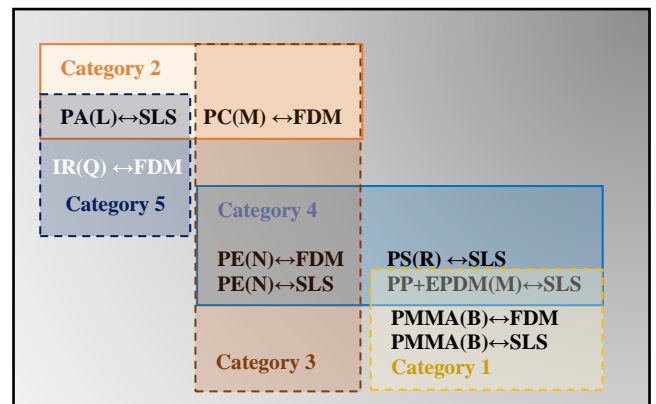 Category 2
PA(L)↔SLS
PC(M) ↔FDM
IR(Q) ↔FDM
Category 5
Category 4
PE(N)↔FDM
PS(R) ↔SLS
PE(N)↔SLS
PP+EPDM(M)↔SLS
PMMA(B)↔FDM
PMMA(B)↔SLS
Category 3
Category 1